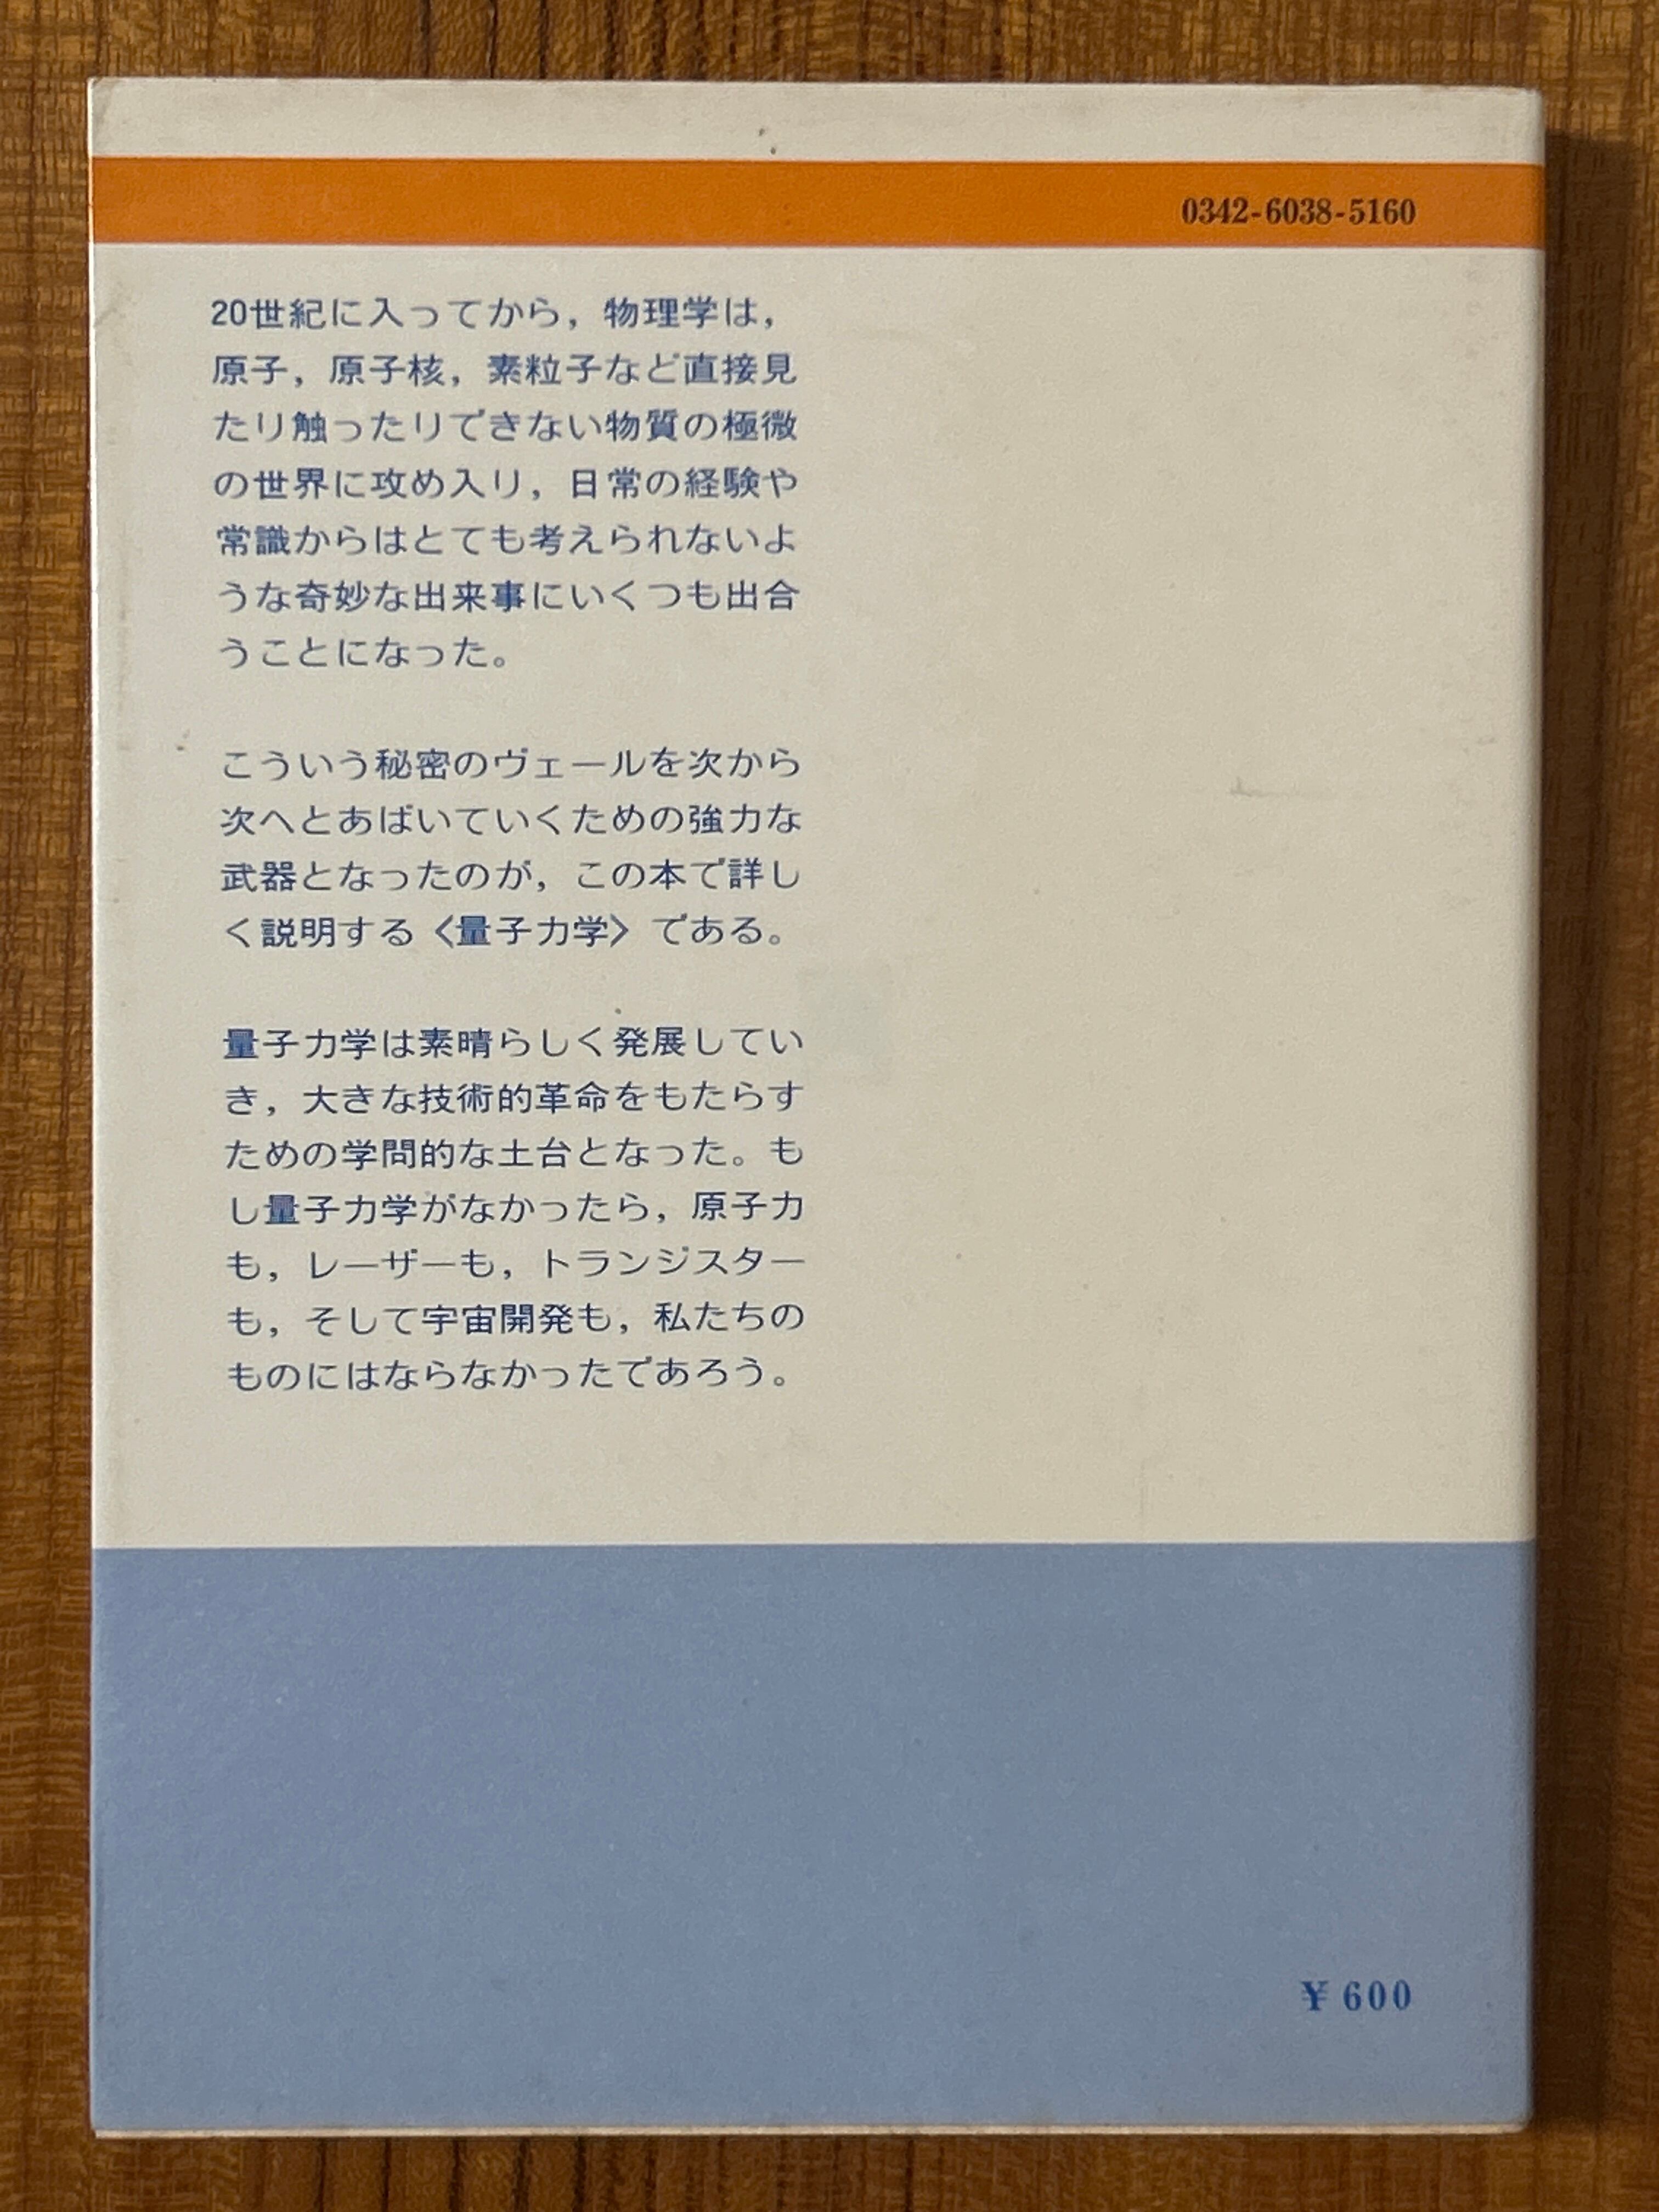 0342-6038-5160
20世紀に入ってから，物理学は，
原子，原子核，素粒子など直接見
たり触ったりできない物質の極微
の世界に攻め入り，日常の経験や
常識からはとても考えられないよ
うな奇妙な出来事にいくつも出合
うことになった。
こういう秘密のヴェールを次から
次へとあばいていくための強力な
武器となったのが，この本で詳し
く説明する〈量子力学〉である。
量子力学は素晴らしく発展してい
き，大きな技術的革命をもたらす
ための学問的な土台となった。も
し量子力学がなかったら，原子力
も，レーザーも，トランジスター
も，そして宇宙開発も，私たちの
ものにはならなかったであろう。
¥600